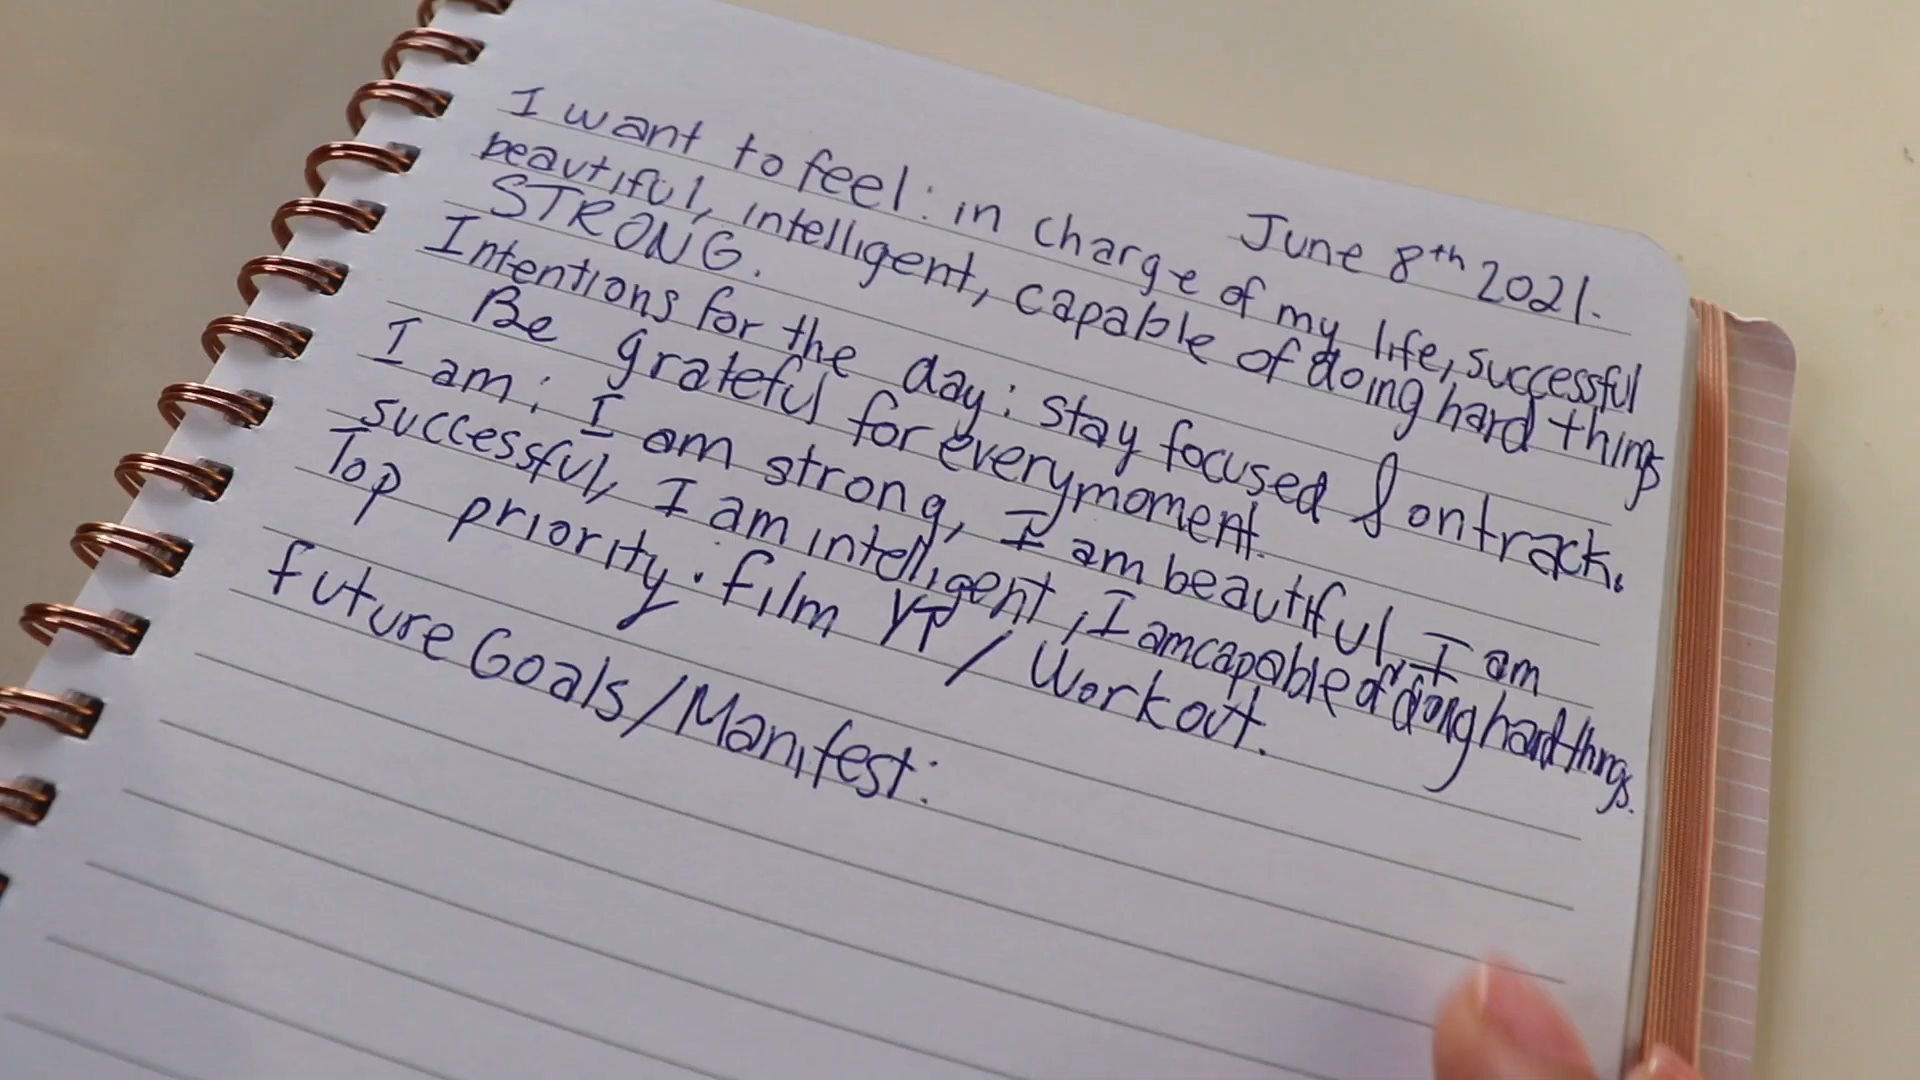 June 8th 2021.
I want to feel: in charge of my life, successful
beautiful, intelligent, capable of doing hard things
STRONG.
Intentions for the day: stay focused & ontrack.
Be grateful for every moment.
I am: I am strong, I am beautiful, I am
successful, I am intelligent, I am capable of doing hard things.
Top priority: film YT / Workout.
future Goals/Manifest: